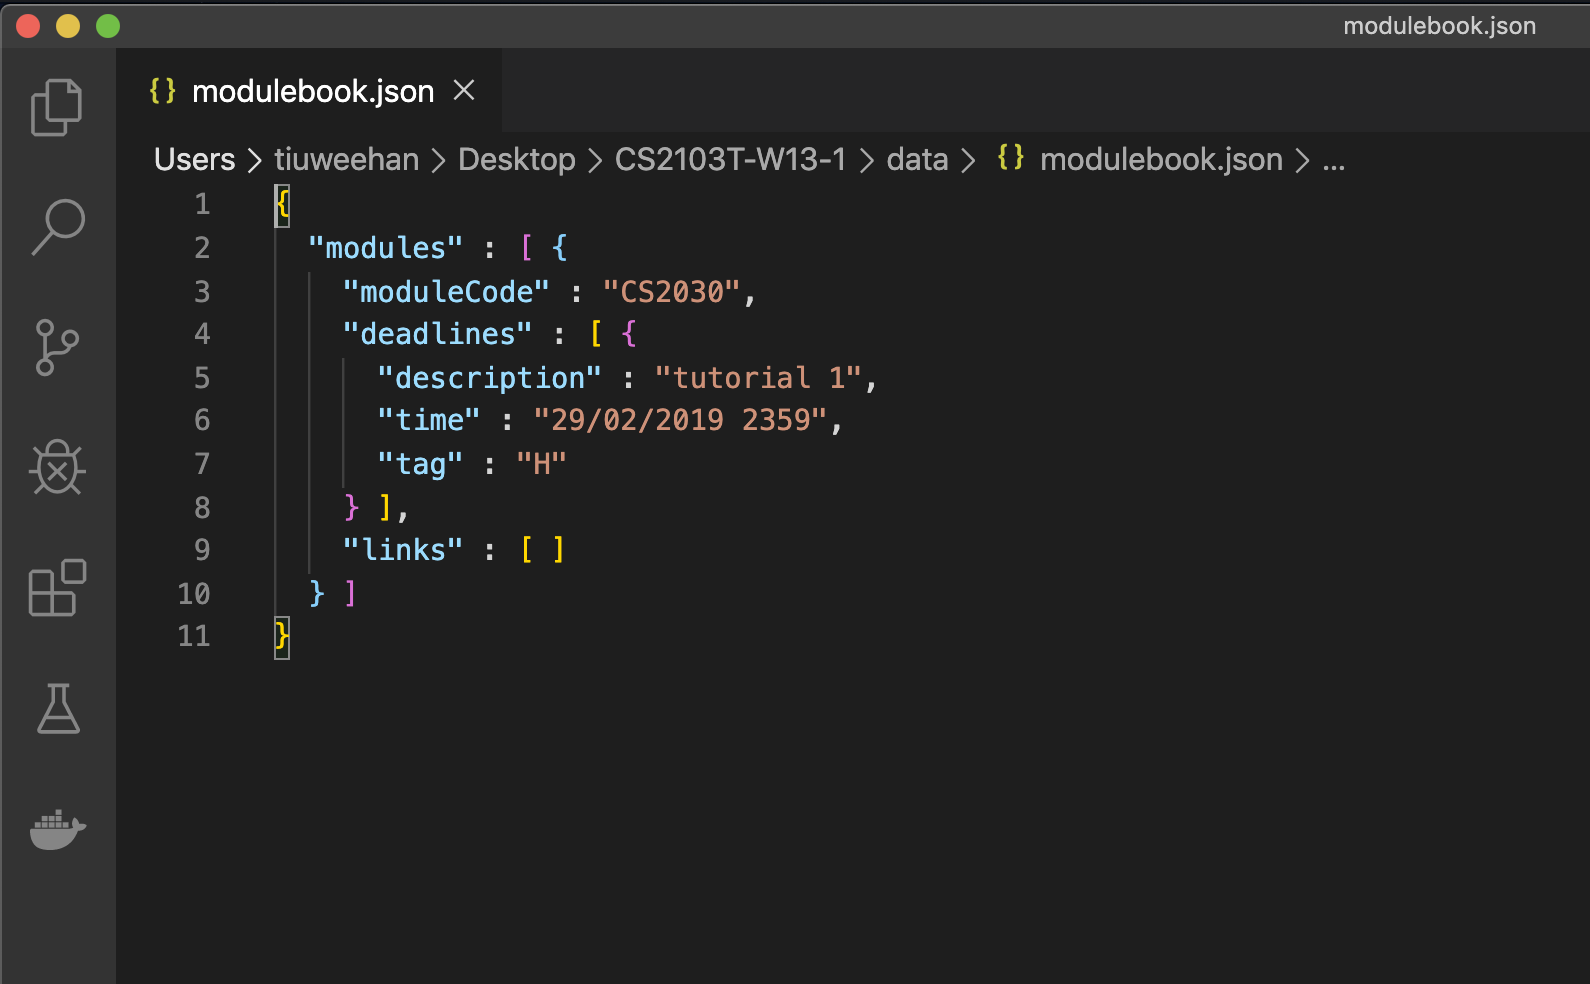 modulebook.json
{} modulebook.json ×
Users > tiuweehan > Desktop > CS2103T-W13-1 > data > {} modulebook.json > ...
1 {
2 "modules" : [ {
3 "moduleCode" : "CS2030",
4 "deadlines" : [ {
5 "description" : "tutorial 1",
6 "time" : "29/02/2019 2359",
7 "tag" : "H"
8 } ],
9 "links" : [ ]
10 } ]
11 }